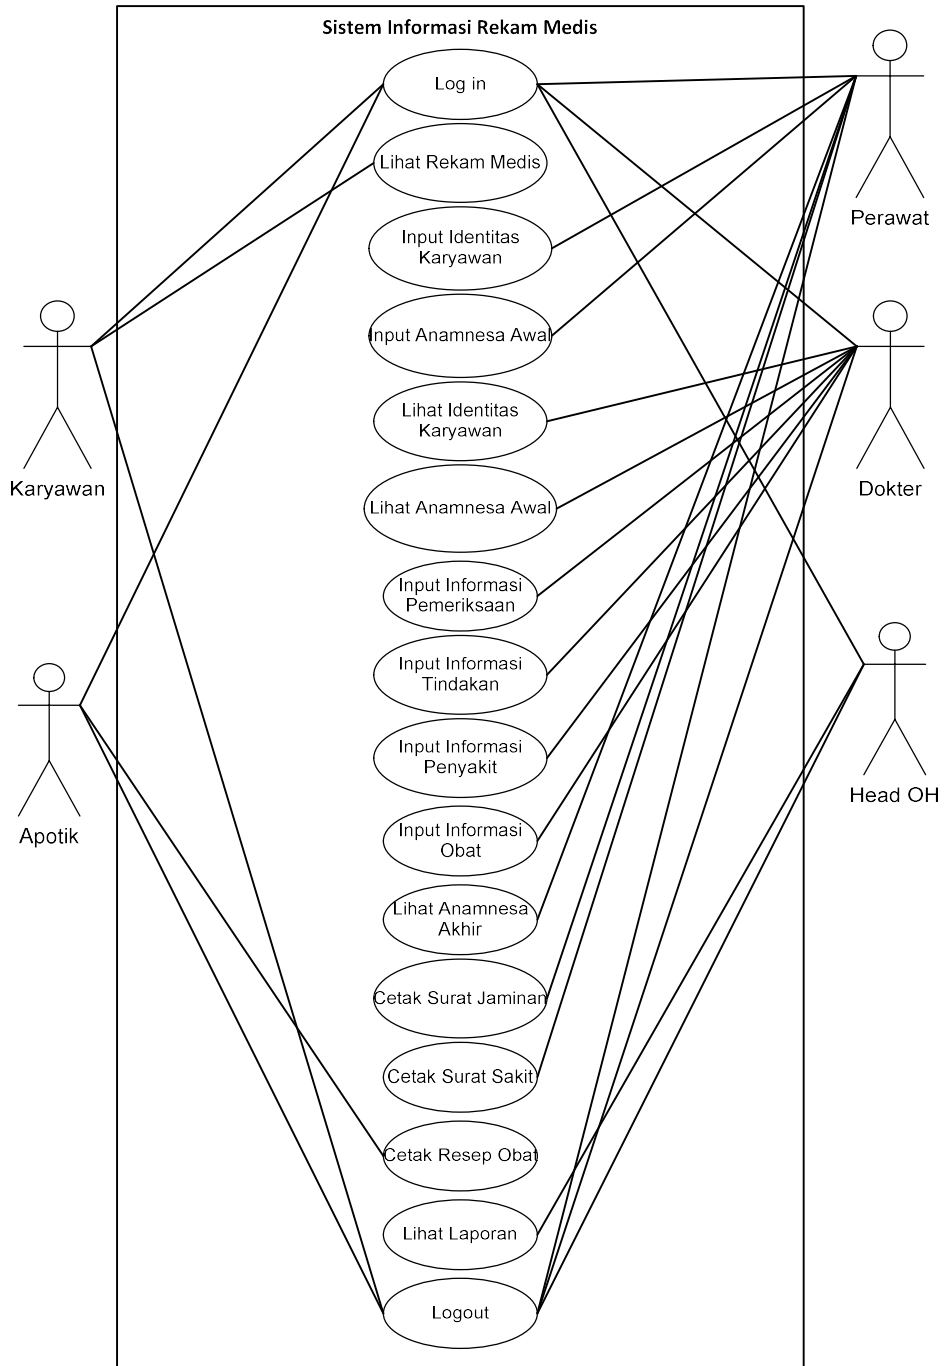 Sistem Informasi Rekam Medis
Log in
Lihat Rekam Medis
Input Identitas
Karyawan
Input Anamnesa Awal
Lihat Identitas
Karyawan
Lihat Anamnesa Awal
Input Informasi
Pemeriksaan
Input Informasi
Tindakan
Input Informasi
Penyakit
Input Informasi
Obat
Lihat Anamnesa
Akhir
Cetak Surat Jaminan
Cetak Surat Sakit
Cetak Resep Obat
Lihat Laporan
Logout
Karyawan
Apotik
Perawat
Dokter
Head OH